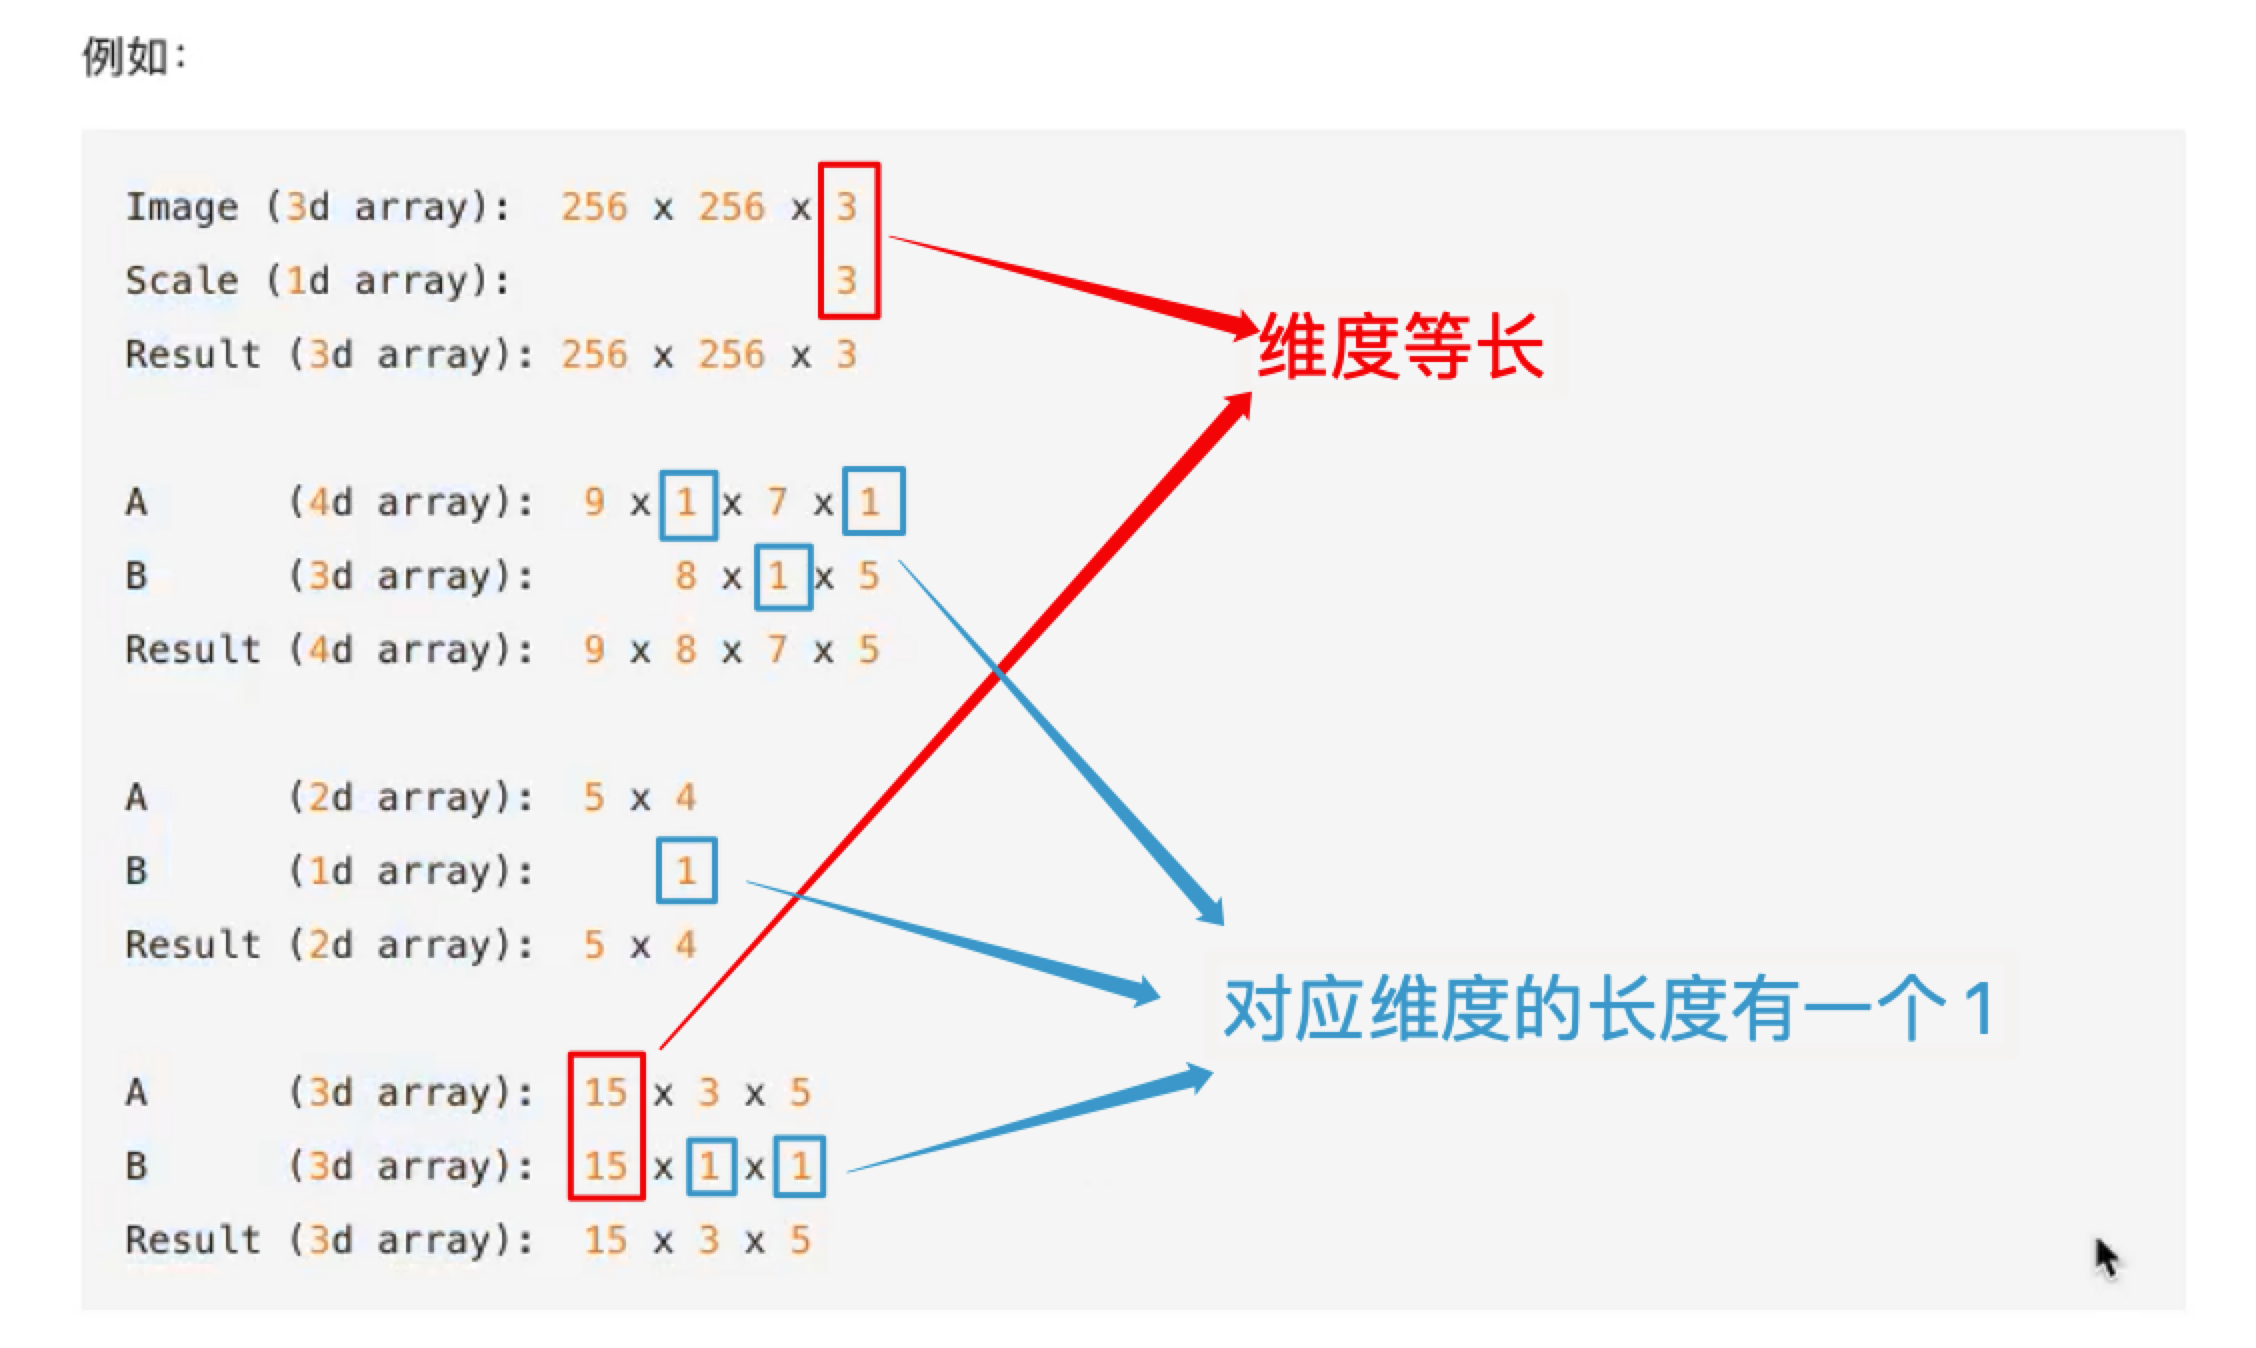 例如：
Image (3d array): 256 x 256 x 3
Scale (1d array): 3
Result (3d array): 256 x 256 x 3
维度等长
A (4d array): 9 x 1 x 7 x 1
B (3d array): 8 x 1 x 5
Result (4d array): 9 x 8 x 7 x 5
A (2d array): 5 x 4
B (1d array): 1
Result (2d array): 5 x 4
对应维度的长度有一个1
A (3d array): 15 x 3 x 5
B (3d array): 15 x 1 x 1
Result (3d array): 15 x 3 x 5